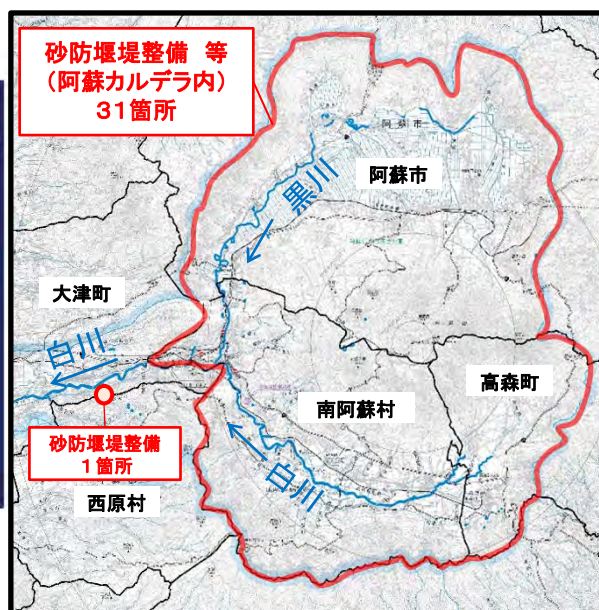 砂防堰堤整備 等
（阿蘇カルデラ内）
31箇所
阿蘇市
阿蘇市
黒川
大津町
白川
高森町
南阿蘇村
砂防堰堤整備
1箇所
白川
西原村